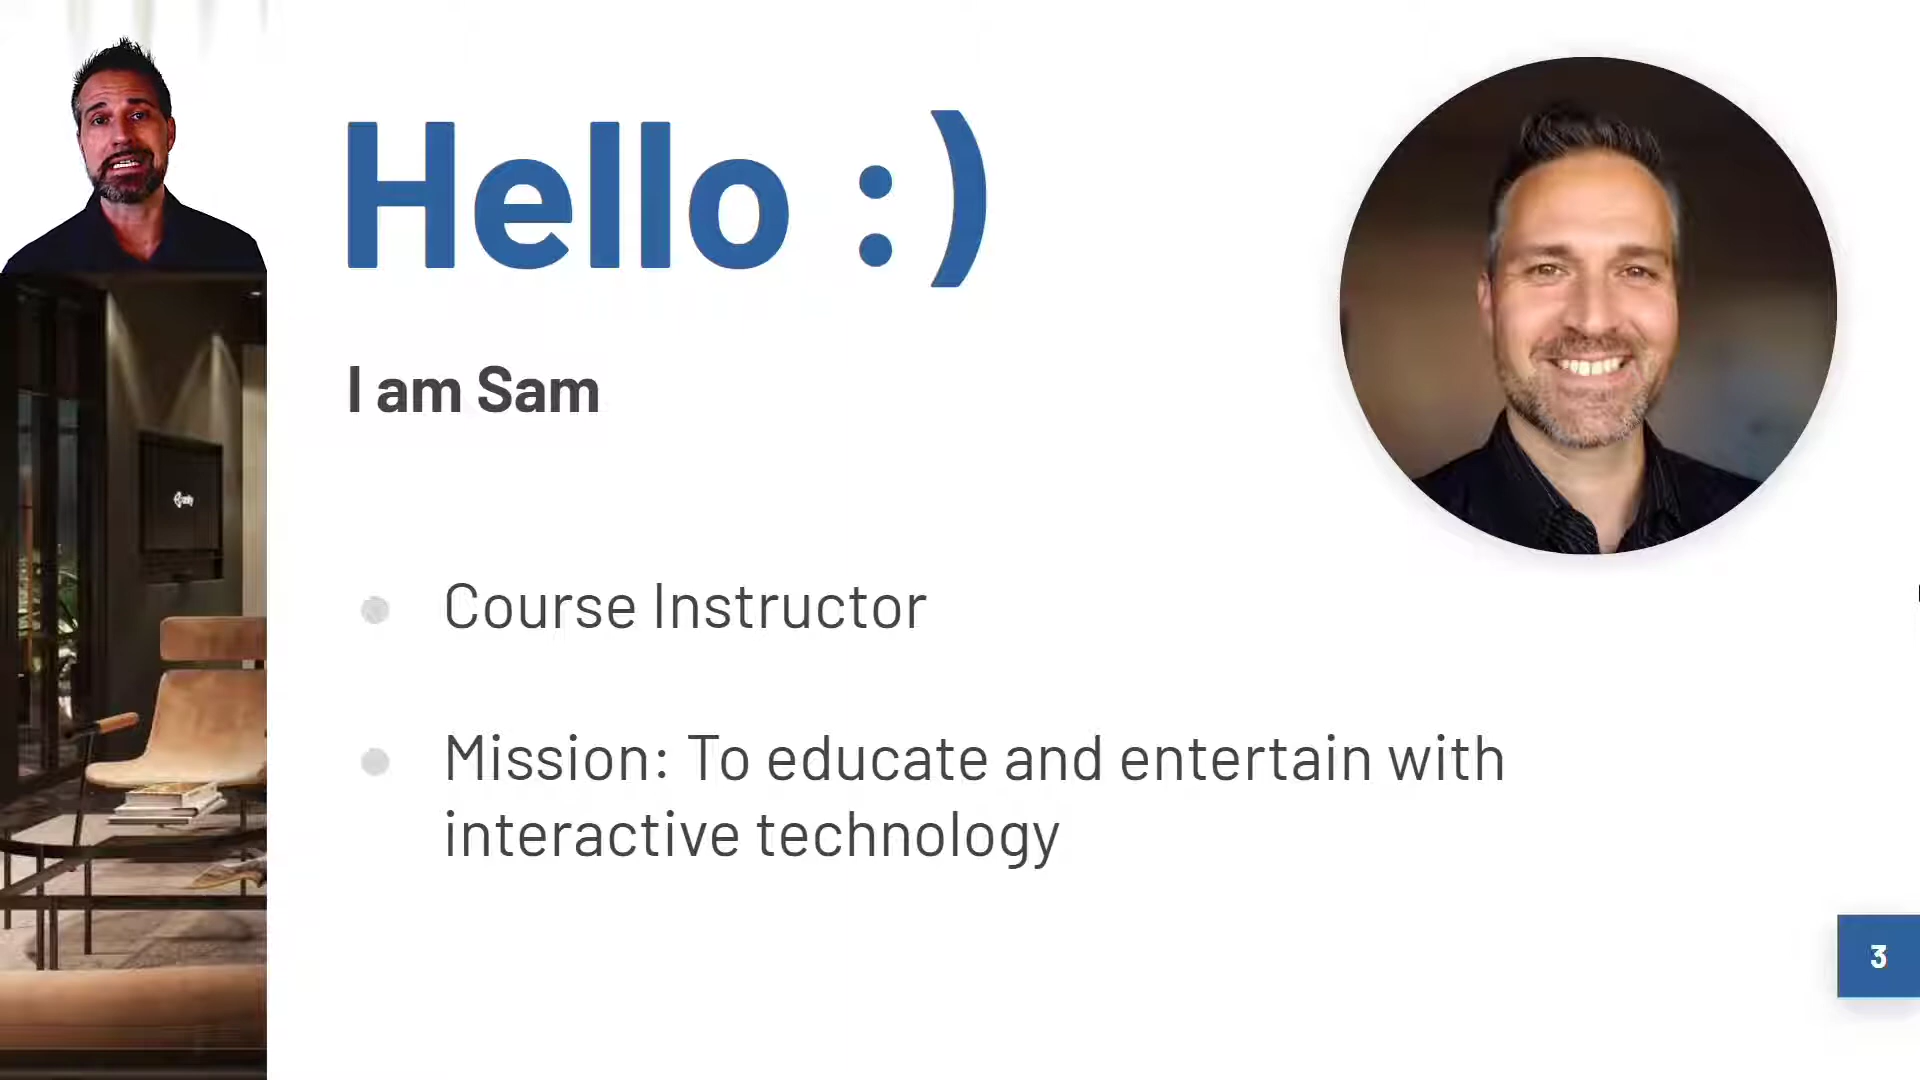 Hello :)
I am Sam
Course Instructor
Mission: To educate and entertain with
interactive technology
3